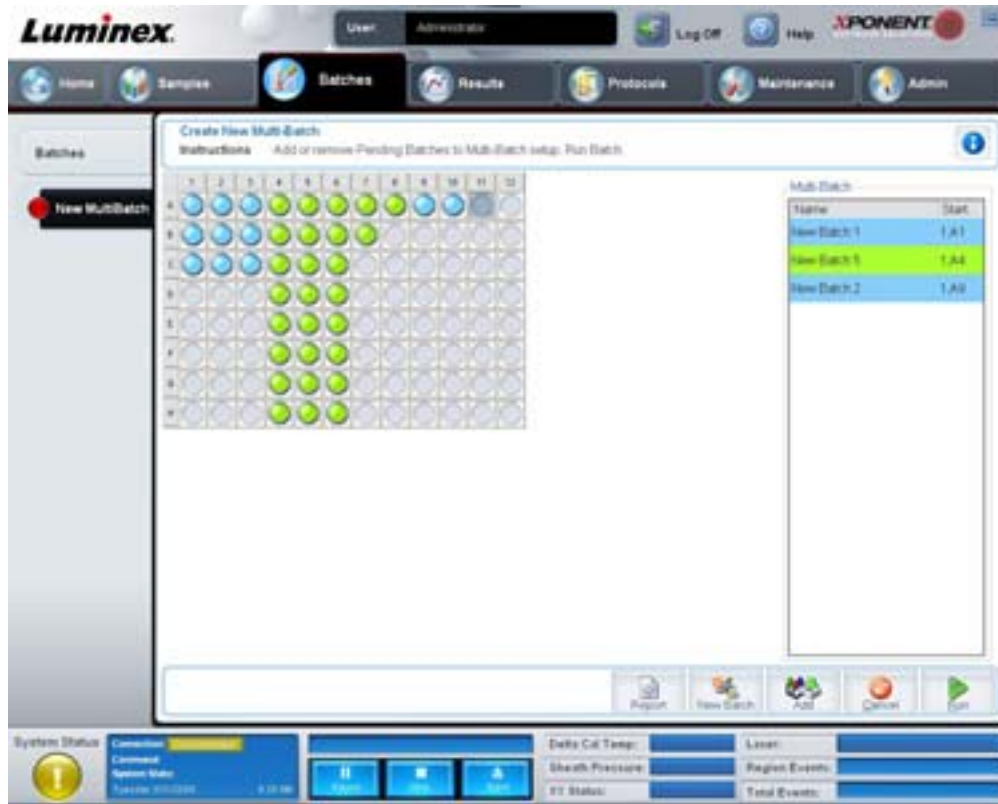 Luminex.
User: Administrator
Log Off
Help
XPONENT
Home
Samples
Batches
Results
Protocols
Maintenance
Admin
Batches
New MultiBatch
Create New Multi-Batch
Instructions Add or remove Pending Batches to Multi-Batch setup. Run Batch.
1 2 3 4 5 6 7 8 9 10 11 12
A
B
C
D
E
F
G
H
Multi-Batch
Name Start
New Batch 1 1,A1
New Batch 5 1,A4
New Batch 2 1,A9
Report
New Batch
Add
Cancel
Run
System Status
Connection:
Command:
System State:
Tuesday
Delta Cal Temp:
Sheath Pressure:
XY Status:
Laser:
Region Events:
Total Events: